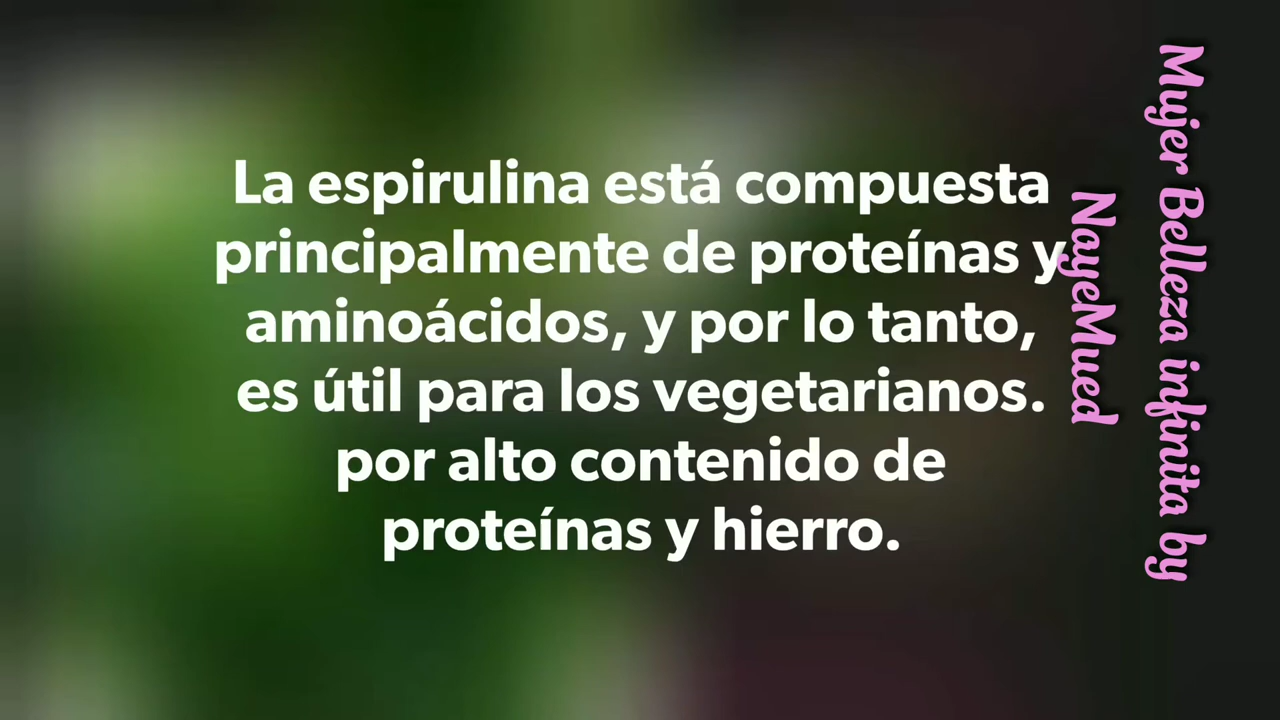 La espirulina está compuesta
principalmente de proteínas y
aminoácidos, y por lo tanto,
es útil para los vegetarianos.
por alto contenido de
proteínas y hierro.
Mujer Belleza infinita by
NayeMued